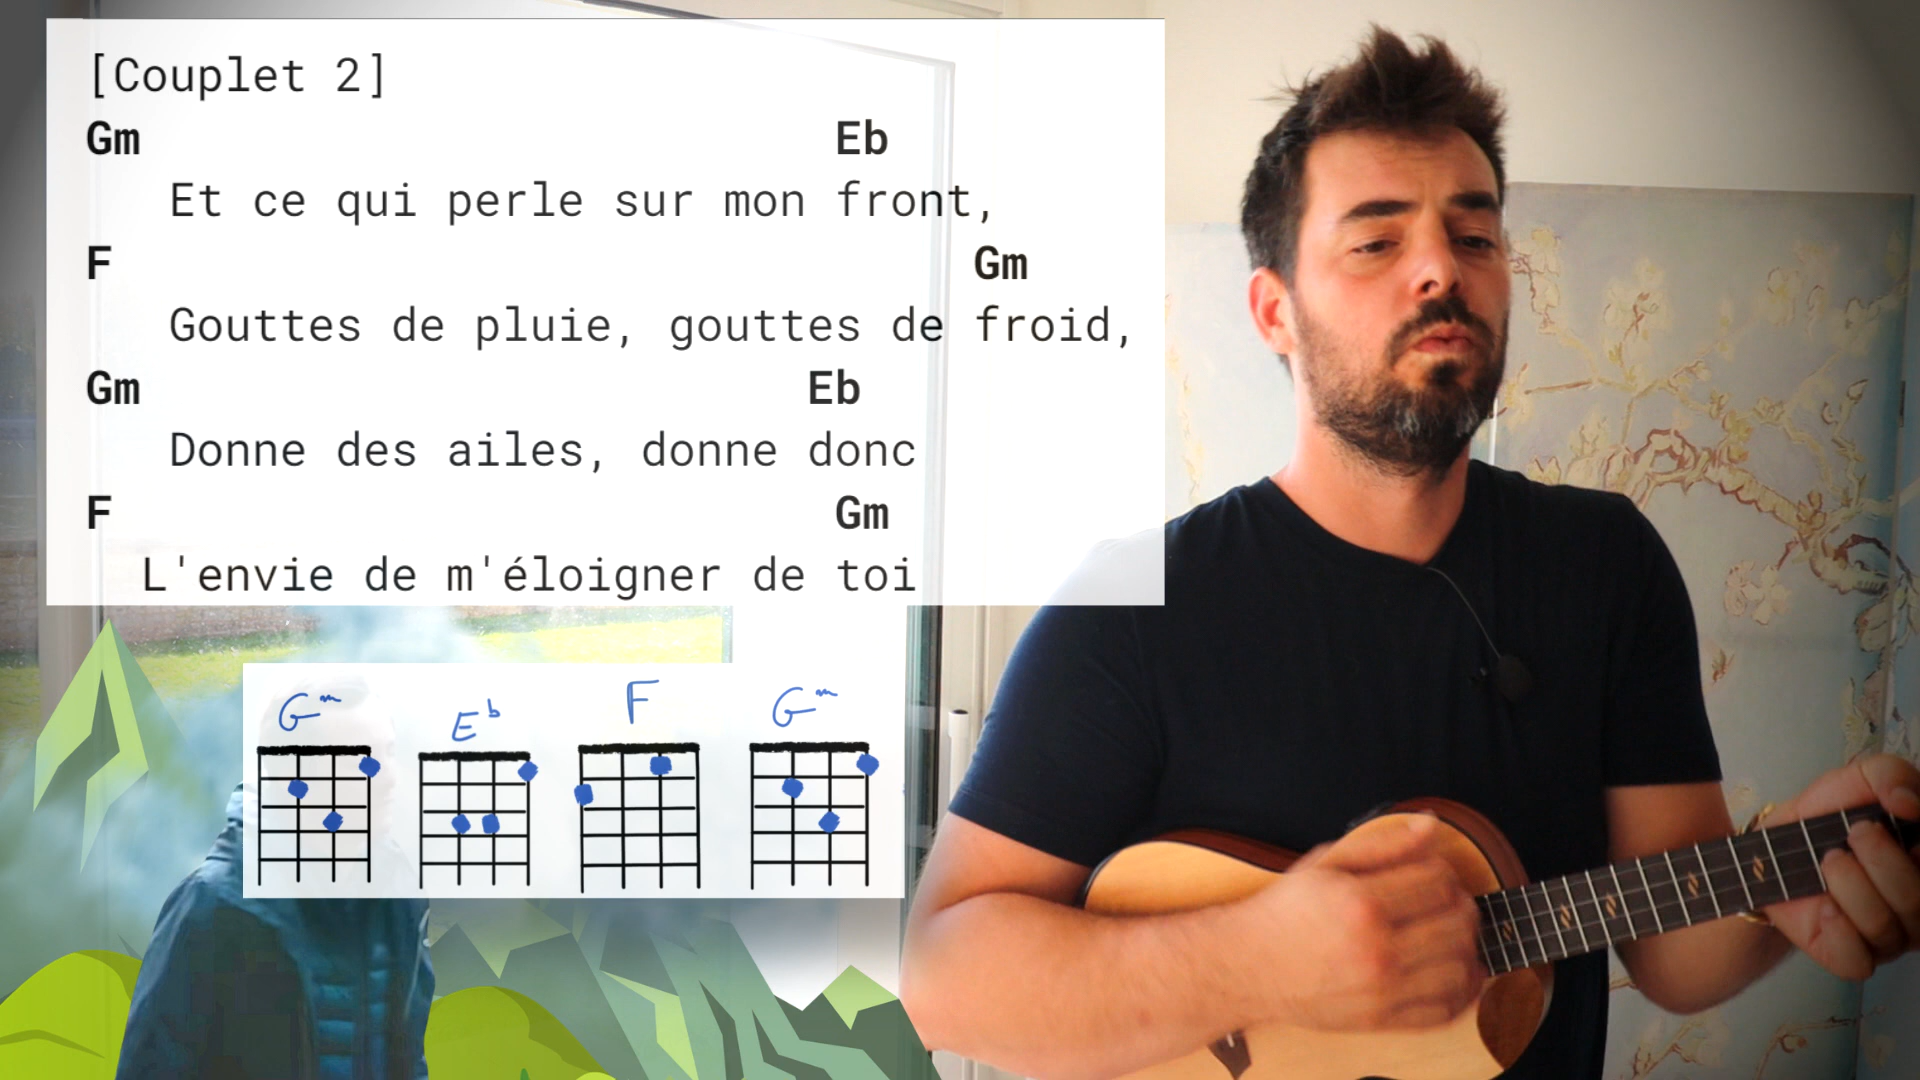 [Couplet 2]
Gm Eb
Et ce qui perle sur mon front,
F Gm
Gouttes de pluie, gouttes de froid,
Gm Eb
Donne des ailes, donne donc
F Gm
L'envie de m'éloigner de toi
Gm Eb F Gm